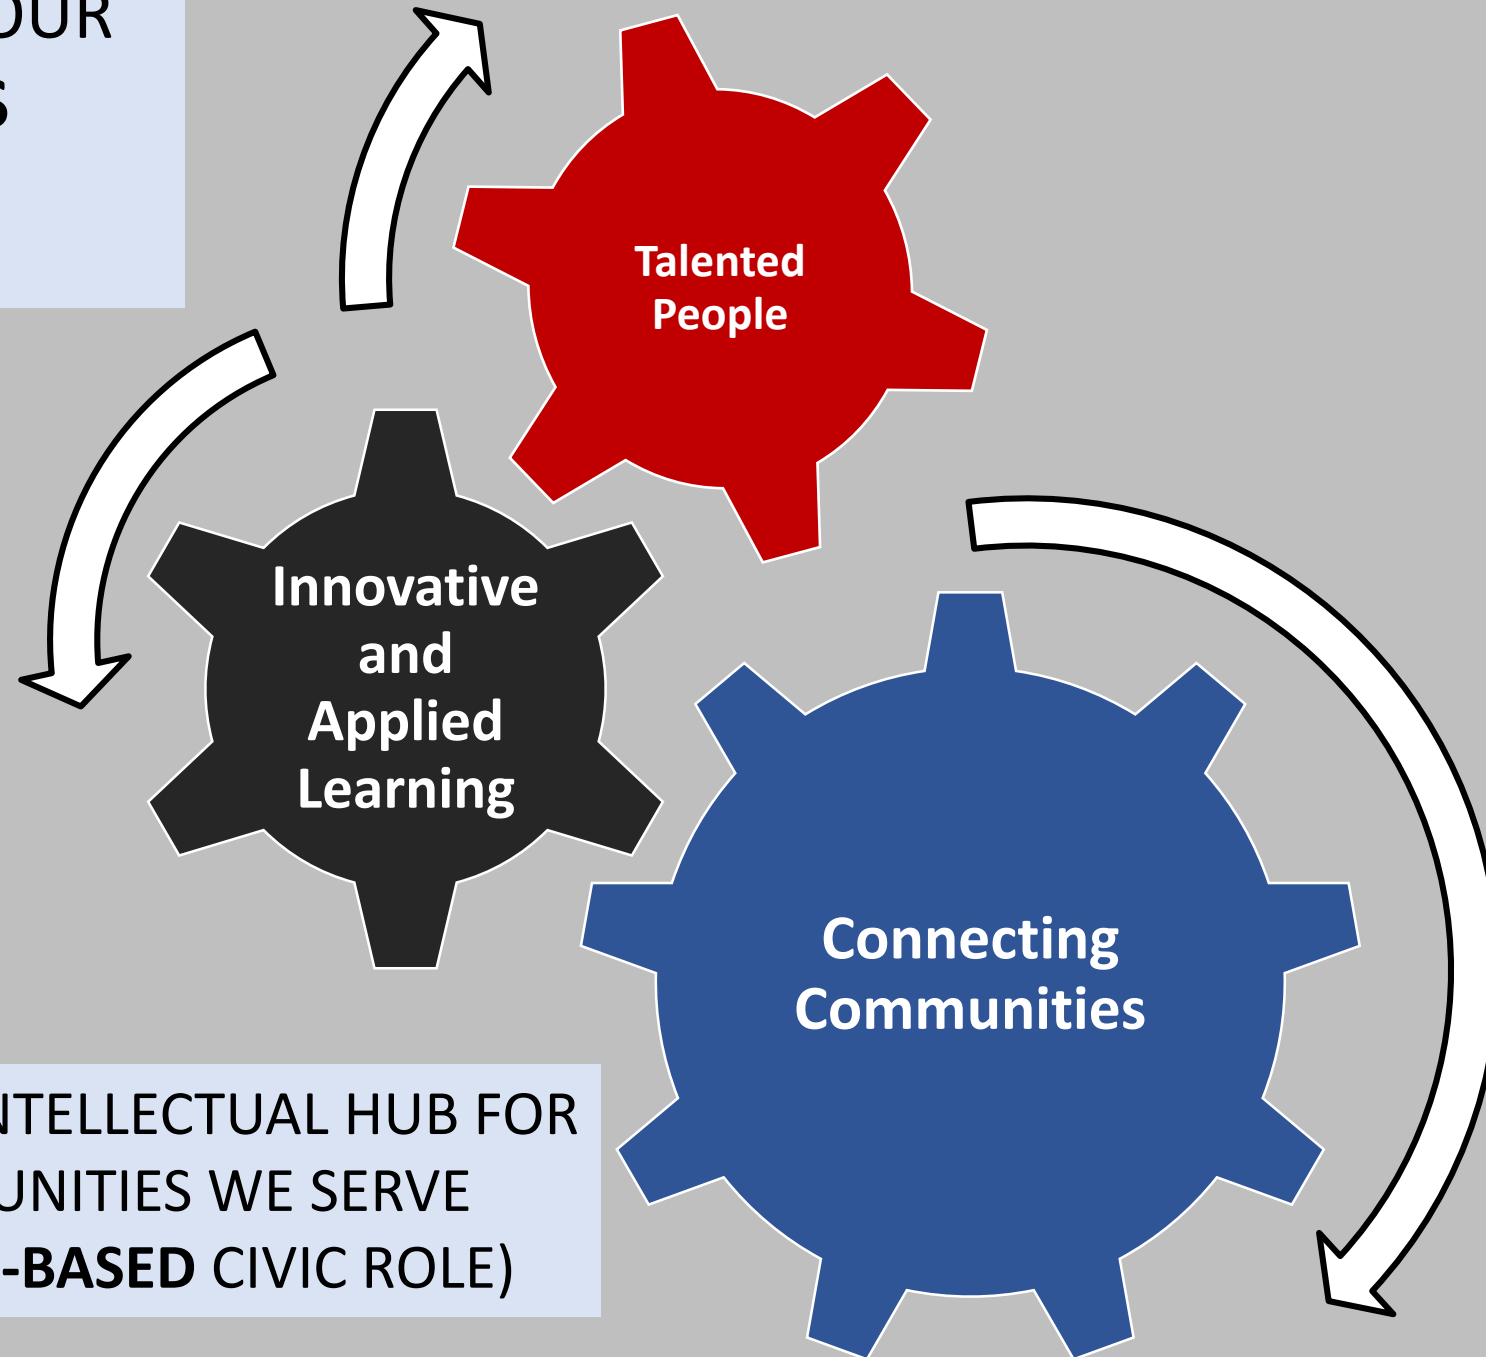 OUR
S
Talented
People
Innovative
and
Applied
Learning
Connecting
Communities
NTELLECTUAL HUB FOR
UNITIES WE SERVE
-BASED CIVIC ROLE)